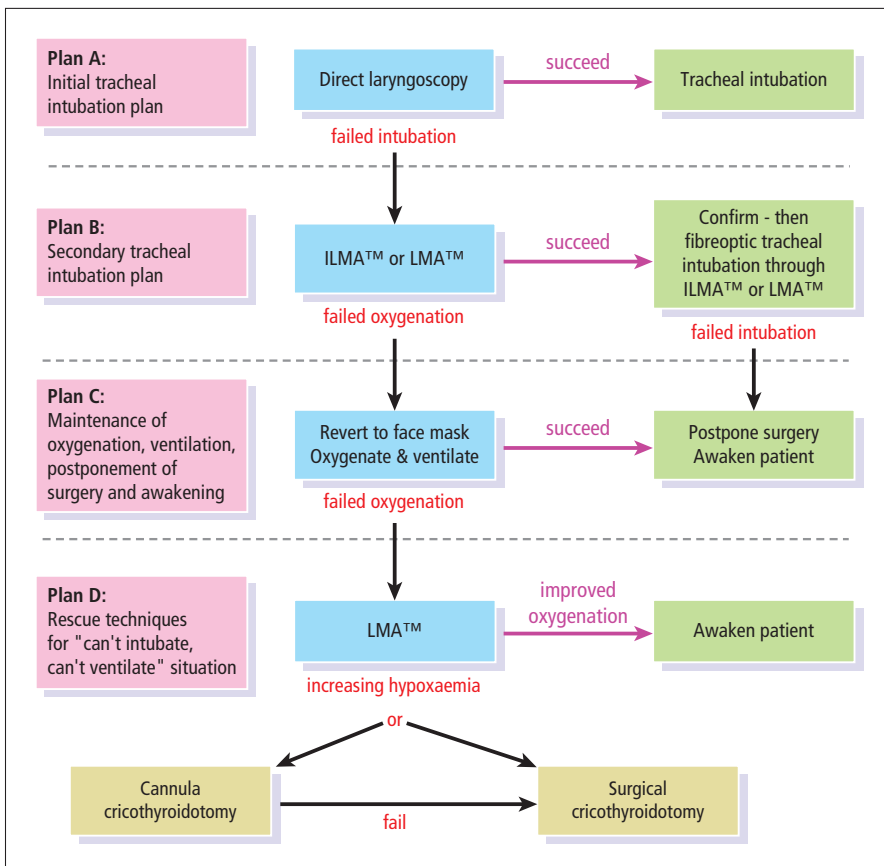 Plan A:
Initial tracheal
intubation plan
Direct laryngoscopy
succeed
Tracheal intubation
failed intubation
Plan B:
Secondary tracheal
intubation plan
ILMA™ or LMA™
succeed
Confirm - then
fibreoptic tracheal
intubation through
ILMA™ or LMA™
failed oxygenation
failed intubation
Plan C:
Maintenance of
oxygenation, ventilation,
postponement of
surgery and awakening
Revert to face mask
Oxygenate & ventilate
succeed
Postpone surgery
Awaken patient
failed oxygenation
Plan D:
Rescue techniques
for "can't intubate,
can't ventilate" situation
LMA™
improved
oxygenation
Awaken patient
increasing hypoxaemia
or
Cannula
cricothyroidotomy
fail
Surgical
cricothyroidotomy